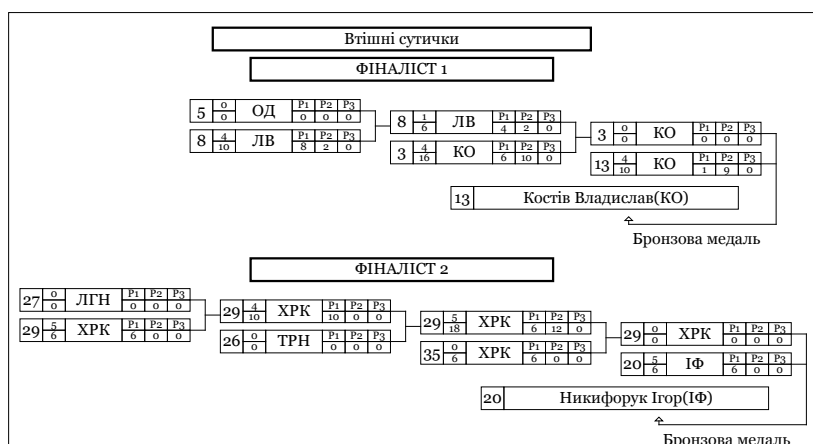 Втішні сутички
ФІНАЛІСТ 1
5 0 0 ОД P1 P2 P3 0 0 0
8 4 10 ЛВ P1 P2 P3 8 2 0
8 1 6 ЛВ P1 P2 P3 4 2 0
3 4 16 КО P1 P2 P3 6 10 0
3 0 0 КО P1 P2 P3 0 0 0
13 4 10 КО P1 P2 P3 1 9 0
13 Костів Владислав(КО)
Бронзова медаль
ФІНАЛІСТ 2
27 0 0 ЛГН P1 P2 P3 0 0 0
29 5 6 ХРК P1 P2 P3 6 0 0
29 4 10 ХРК P1 P2 P3 10 0 0
26 0 0 ТРН P1 P2 P3 0 0 0
29 5 18 ХРК P1 P2 P3 6 12 0
35 0 6 ХРК P1 P2 P3 6 0 0
29 0 0 ХРК P1 P2 P3 0 0 0
20 5 6 ІФ P1 P2 P3 6 0 0
20 Никифорук Ігор(ІФ)
Бронзова медаль